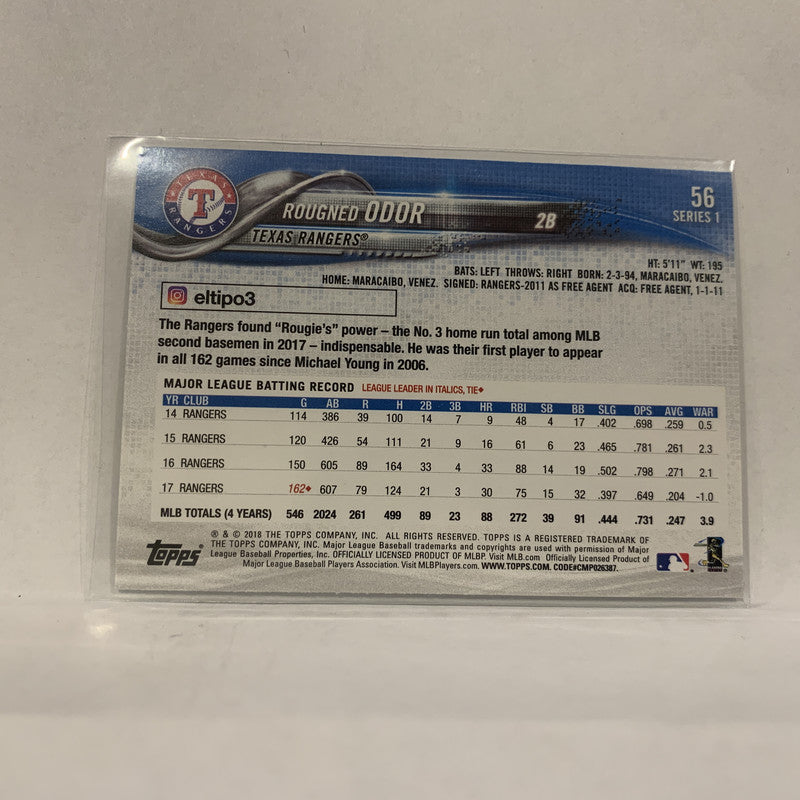 TEXAS
T
RANGERS
ROUGNED ODOR
2B
56
SERIES 1
TEXAS RANGERS®
HT: 5'11" WT: 195
BATS: LEFT THROWS: RIGHT BORN: 2-3-94, MARACAIBO, VENEZ.
HOME: MARACAIBO, VENEZ. SIGNED: RANGERS-2011 AS FREE AGENT ACQ: FREE AGENT, 1-1-11
eltipo3
The Rangers found “Rougie's” power – the No. 3 home run total among MLB
second basemen in 2017 – indispensable. He was their first player to appear
in all 162 games since Michael Young in 2006.
MAJOR LEAGUE BATTING RECORD LEAGUE LEADER IN ITALICS, TIE♦
YR CLUB G AB R H 2B 3B HR RBI SB BB SLG OPS AVG WAR
14 RANGERS 114 386 39 100 14 7 9 48 4 17 .402 .698 .259 0.5
15 RANGERS 120 426 54 111 21 9 16 61 6 23 .465 .781 .261 2.3
16 RANGERS 150 605 89 164 33 4 33 88 14 19 .502 .798 .271 2.1
17 RANGERS 162♦ 607 79 124 21 3 30 75 15 32 .397 .649 .204 -1.0
MLB TOTALS (4 YEARS) 546 2024 261 499 89 23 88 272 39 91 .444 .731 .247 3.9
® & © 2018 THE TOPPS COMPANY, INC. ALL RIGHTS RESERVED. TOPPS IS A REGISTERED TRADEMARK OF
THE TOPPS COMPANY, INC. Major League Baseball trademarks and copyrights are used with permission of Major
League Baseball Properties, Inc. OFFICIALLY LICENSED PRODUCT OF MLBP. Visit MLB.com Officially Licensed Product of
Major League Baseball Players Association. Visit MLBPlayers.com. WWW.TOPPS.COM. CODE#CMP026387.
TOPPS